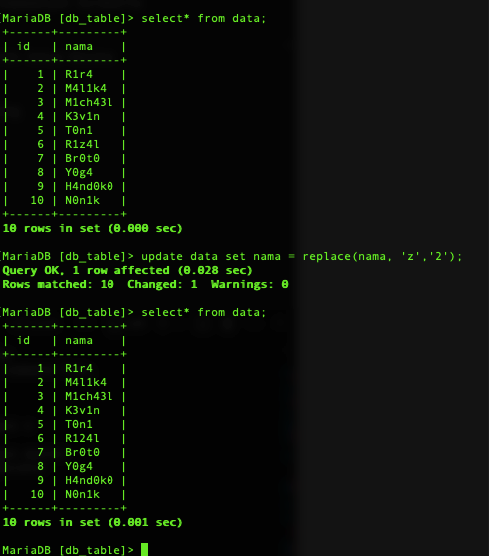 MariaDB [db_table]> select* from data;
+------+---------+
| id   | nama    |
+------+---------+
|    1 | R1r4    |
|    2 | M4l1k4  |
|    3 | M1ch43l |
|    4 | K3v1n   |
|    5 | T0n1    |
|    6 | R1z4l   |
|    7 | Br0t0   |
|    8 | Y0g4    |
|    9 | H4nd0k0 |
|   10 | N0n1k   |
+------+---------+
10 rows in set (0.000 sec)
MariaDB [db_table]> update data set nama = replace(nama, 'z','2');
Query OK, 1 row affected (0.028 sec)
Rows matched: 10  Changed: 1  Warnings: 0
MariaDB [db_table]> select* from data;
+------+---------+
| id   | nama    |
+------+---------+
|    1 | R1r4    |
|    2 | M4l1k4  |
|    3 | M1ch43l |
|    4 | K3v1n   |
|    5 | T0n1    |
|    6 | R124l   |
|    7 | Br0t0   |
|    8 | Y0g4    |
|    9 | H4nd0k0 |
|   10 | N0n1k   |
+------+---------+
10 rows in set (0.001 sec)
MariaDB [db_table]>